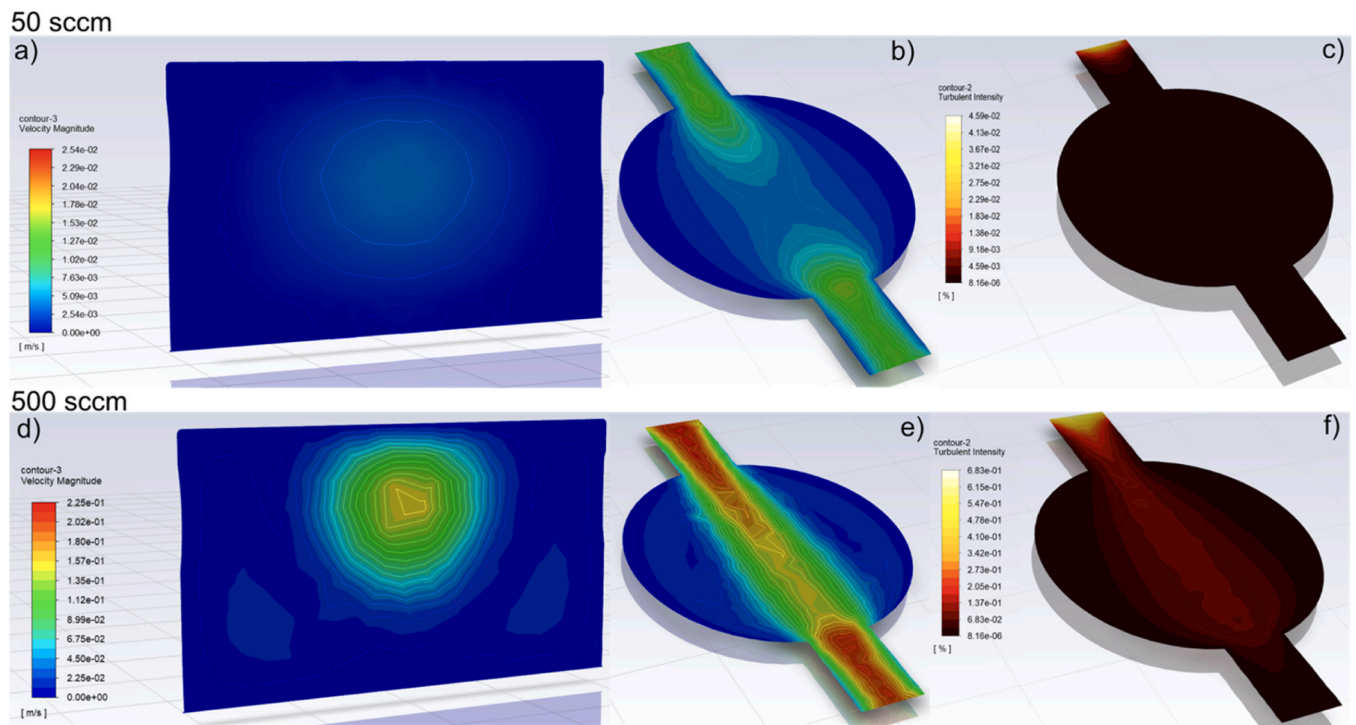 50 sccm
a)
contour-3
Velocity Magnitude
2.54e-02
2.29e-02
2.04e-02
1.78e-02
1.53e-02
1.27e-02
1.02e-02
7.63e-03
5.09e-03
2.54e-03
0.00e+00
[ m/s ]
b)
c)
contour-2
Turbulent Intensity
4.59e-02
4.13e-02
3.67e-02
3.21e-02
2.75e-02
2.29e-02
1.83e-02
1.38e-02
9.18e-03
4.59e-03
8.16e-06
[ % ]
500 sccm
d)
contour-3
Velocity Magnitude
2.25e-01
2.02e-01
1.80e-01
1.57e-01
1.35e-01
1.12e-01
8.99e-02
6.75e-02
4.50e-02
2.25e-02
0.00e+00
[ m/s ]
e)
f)
contour-2
Turbulent Intensity
6.83e-01
6.15e-01
5.47e-01
4.78e-01
4.10e-01
3.42e-01
2.73e-01
2.05e-01
1.37e-01
6.83e-02
8.16e-06
[ % ]